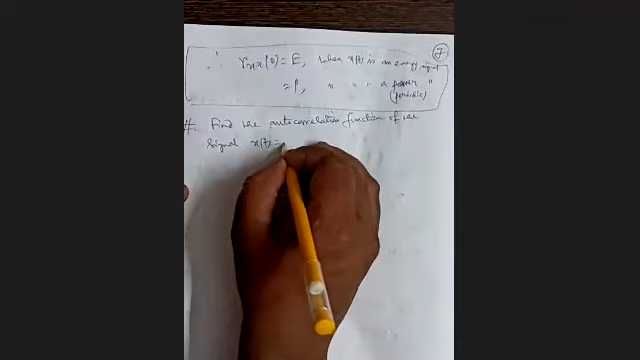 7
∴ γxx(0) = E, when x(t) is an energy signal
= P, " " " a power "
(periodic)
#. Find the autocorrelation function of the
signal x(t) =